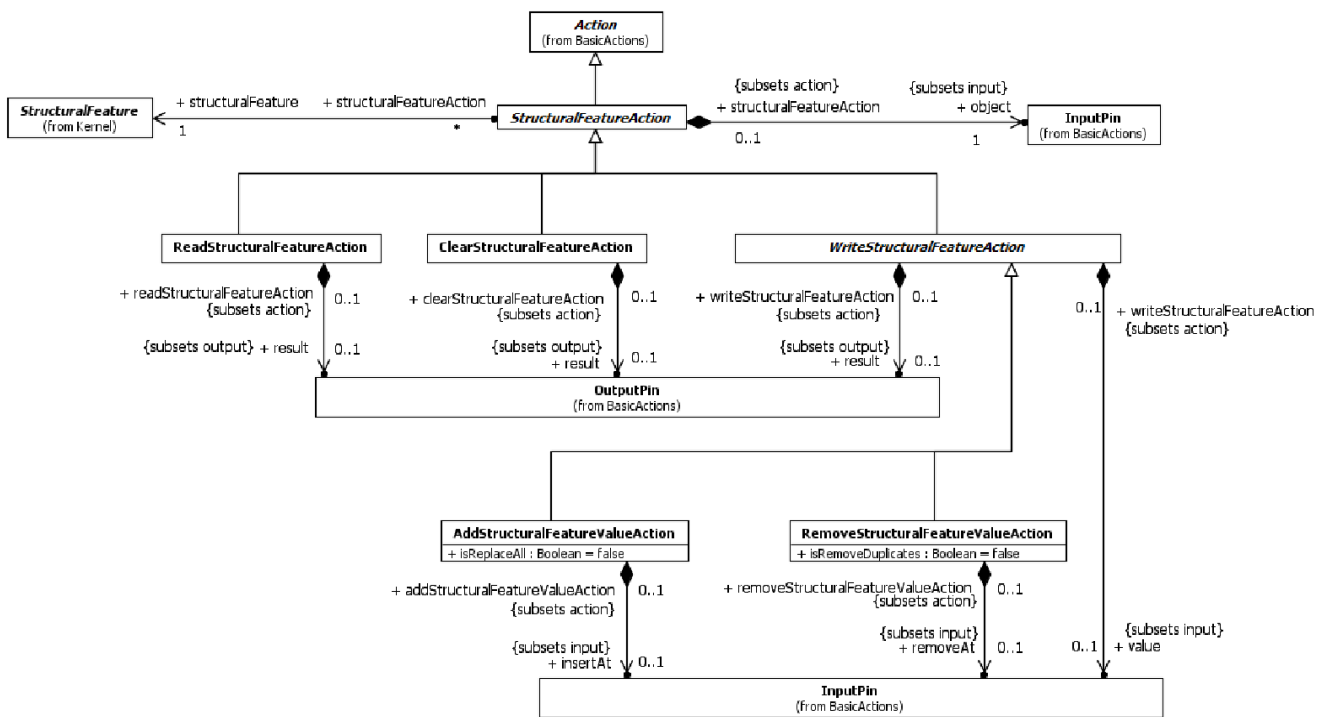 Action
(from BasicActions)
{subsets action}
{subsets input}
+ structuralFeature
+ structuralFeatureAction
+ structuralFeatureAction
+ object
StructuralFeature
(from Kernel)
1
*
StructuralFeatureAction
0..1
1
InputPin
(from BasicActions)
ReadStructuralFeatureAction
ClearStructuralFeatureAction
WriteStructuralFeatureAction
+ readStructuralFeatureAction
{subsets action}
0..1
+ clearStructuralFeatureAction
{subsets action}
0..1
+ writeStructuralFeatureAction
{subsets action}
0..1
0..1
+ writeStructuralFeatureAction
{subsets action}
{subsets output} + result
0..1
{subsets output}
+ result
0..1
{subsets output}
+ result
0..1
OutputPin
(from BasicActions)
AddStructuralFeatureValueAction
+ isReplaceAll : Boolean = false
RemoveStructuralFeatureValueAction
+ isRemoveDuplicates : Boolean = false
+ addStructuralFeatureValueAction
{subsets action}
0..1
+ removeStructuralFeatureValueAction
{subsets action}
0..1
{subsets input}
+ insertAt
0..1
{subsets input}
+ removeAt
0..1
0..1
{subsets input}
+ value
InputPin
(from BasicActions)